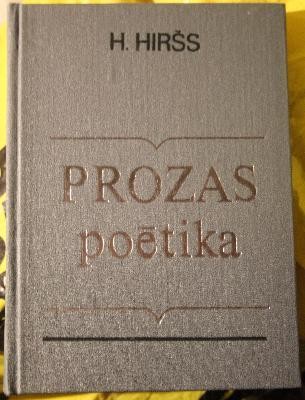 H. HIRŠS
PROZAS
poētika